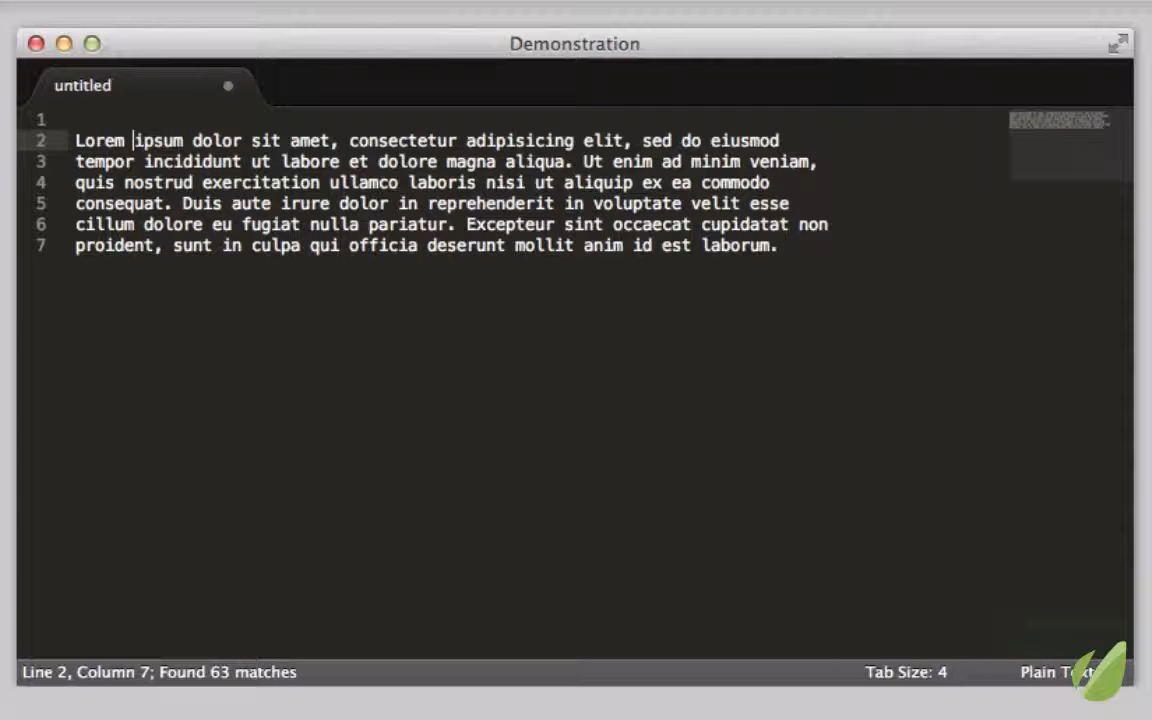 Demonstration
untitled
1
2 Lorem ipsum dolor sit amet, consectetur adipisicing elit, sed do eiusmod
3 tempor incididunt ut labore et dolore magna aliqua. Ut enim ad minim veniam,
4 quis nostrud exercitation ullamco laboris nisi ut aliquip ex ea commodo
5 consequat. Duis aute irure dolor in reprehenderit in voluptate velit esse
6 cillum dolore eu fugiat nulla pariatur. Excepteur sint occaecat cupidatat non
7 proident, sunt in culpa qui officia deserunt mollit anim id est laborum.
Line 2, Column 7; Found 63 matches Tab Size: 4 Plain Text